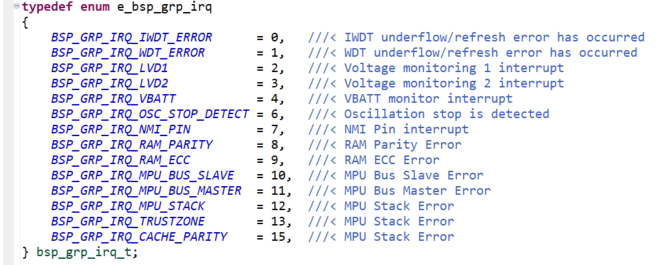 typedef enum e_bsp_grp_irq
{
    BSP_GRP_IRQ_IWDT_ERROR      = 0,   ///< IWDT underflow/refresh error has occurred
    BSP_GRP_IRQ_WDT_ERROR       = 1,   ///< WDT underflow/refresh error has occurred
    BSP_GRP_IRQ_LVD1            = 2,   ///< Voltage monitoring 1 interrupt
    BSP_GRP_IRQ_LVD2            = 3,   ///< Voltage monitoring 2 interrupt
    BSP_GRP_IRQ_VBATT           = 4,   ///< VBATT monitor interrupt
    BSP_GRP_IRQ_OSC_STOP_DETECT = 6,   ///< Oscillation stop is detected
    BSP_GRP_IRQ_NMI_PIN         = 7,   ///< NMI Pin interrupt
    BSP_GRP_IRQ_RAM_PARITY      = 8,   ///< RAM Parity Error
    BSP_GRP_IRQ_RAM_ECC         = 9,   ///< RAM ECC Error
    BSP_GRP_IRQ_MPU_BUS_SLAVE   = 10,  ///< MPU Bus Slave Error
    BSP_GRP_IRQ_MPU_BUS_MASTER  = 11,  ///< MPU Bus Master Error
    BSP_GRP_IRQ_MPU_STACK       = 12,  ///< MPU Stack Error
    BSP_GRP_IRQ_TRUSTZONE       = 13,  ///< MPU Stack Error
    BSP_GRP_IRQ_CACHE_PARITY    = 15,  ///< MPU Stack Error
} bsp_grp_irq_t;